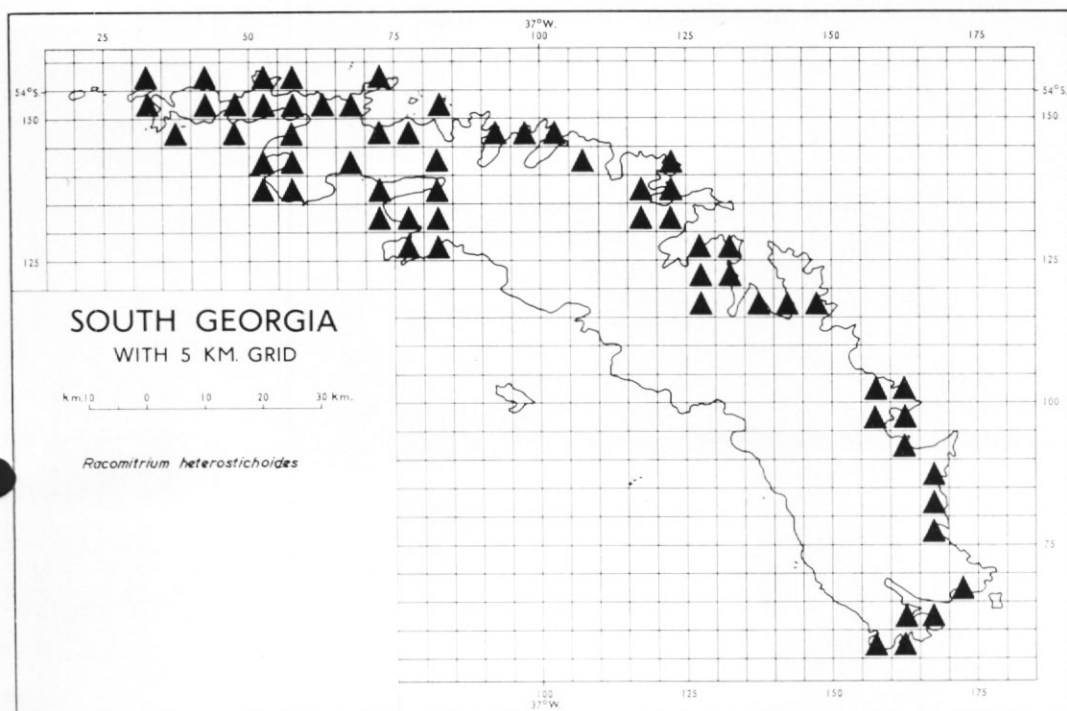 37°W.
25 50 75 100 125 150 175
54°S. 54°S.
150 150
125 125
SOUTH GEORGIA
WITH 5 KM. GRID
km.10 0 10 20 30 km.
100
Racomitrium heterostichoides
75
100 125 150 175
37°W.